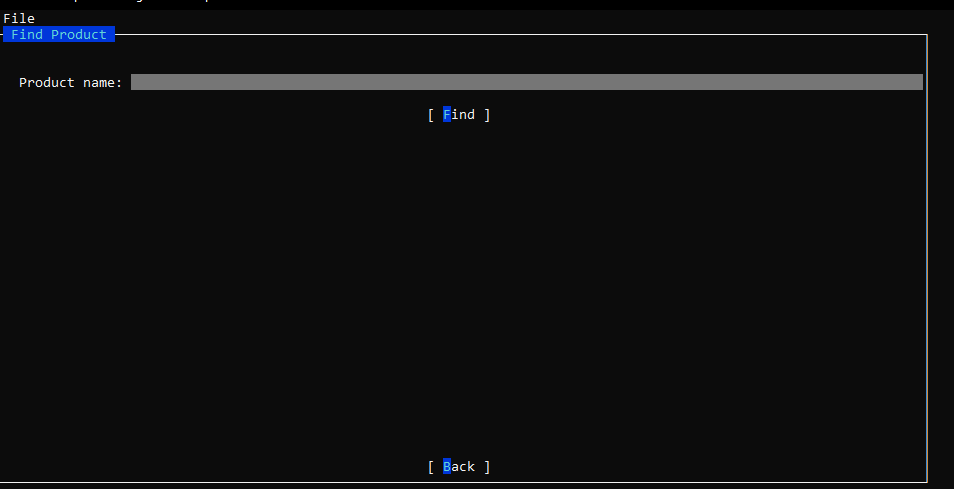 File
Find Product
Product name:
[ Find ]
[ Back ]